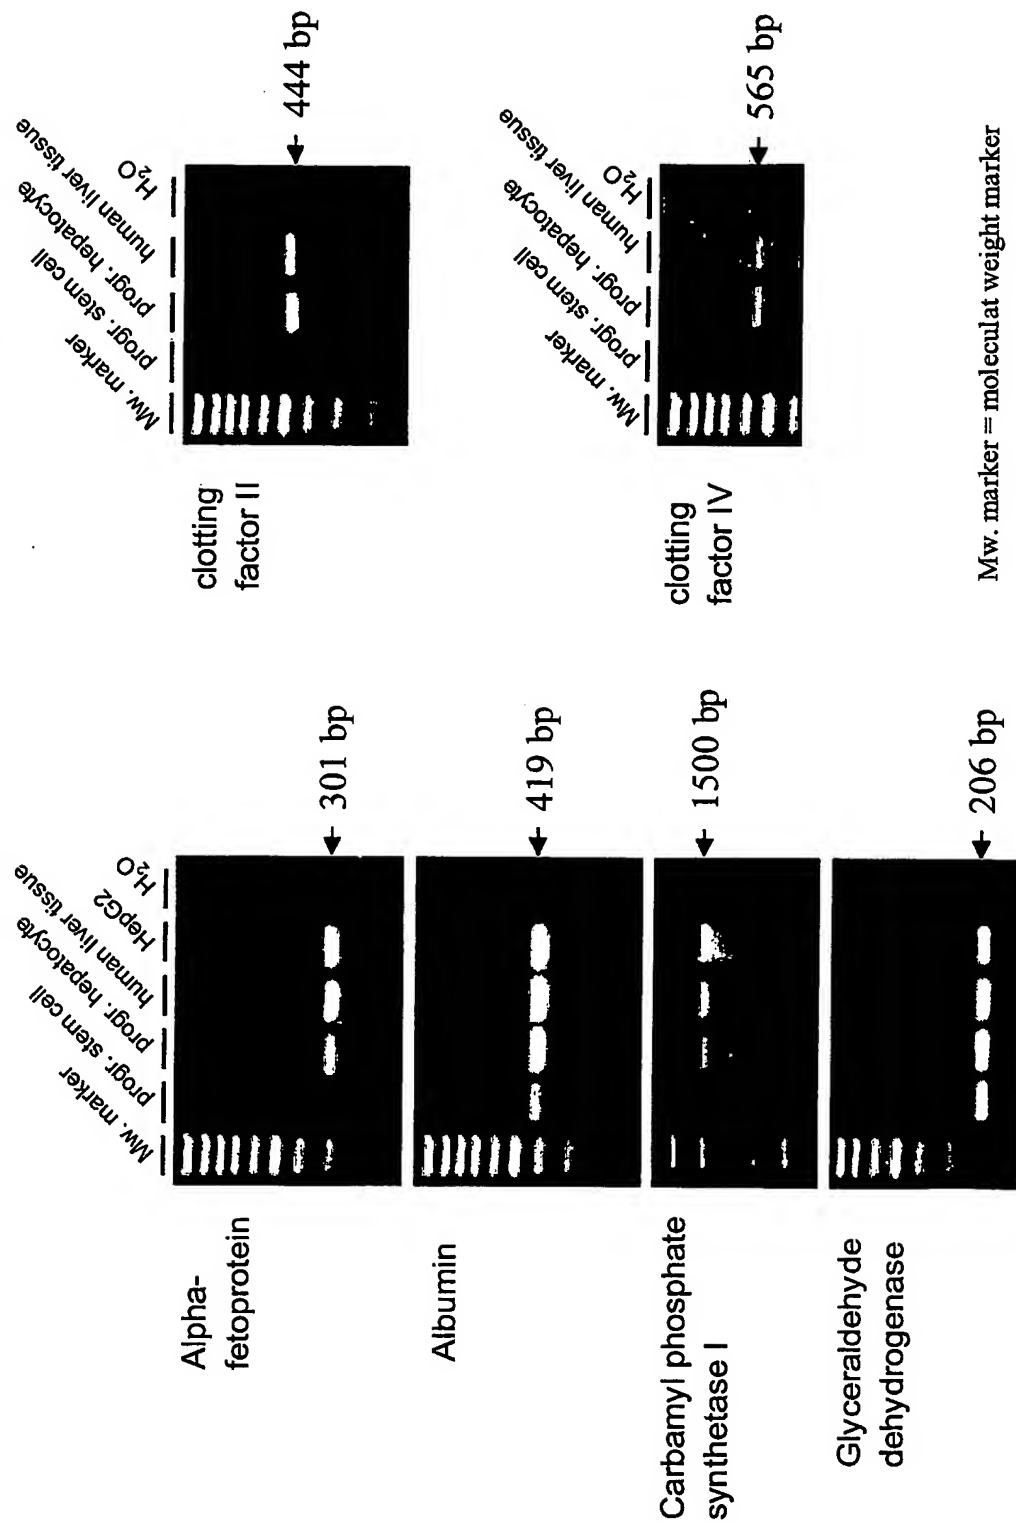 Mw. marker
progr. stem cell
progr. hepatocyte
human liver tissue
HepG2
H₂O
Alpha-
fetoprotein
301 bp
Albumin
419 bp
Carbamyl phosphate
synthetase I
1500 bp
Glyceraldehyde
dehydrogenase
206 bp
Mw. marker
progr. stem cell
progr. hepatocyte
human liver tissue
H₂O
clotting
factor II
444 bp
Mw. marker
progr. stem cell
progr. hepatocyte
human liver tissue
H₂O
clotting
factor IV
565 bp
Mw. marker = moleculat weight marker